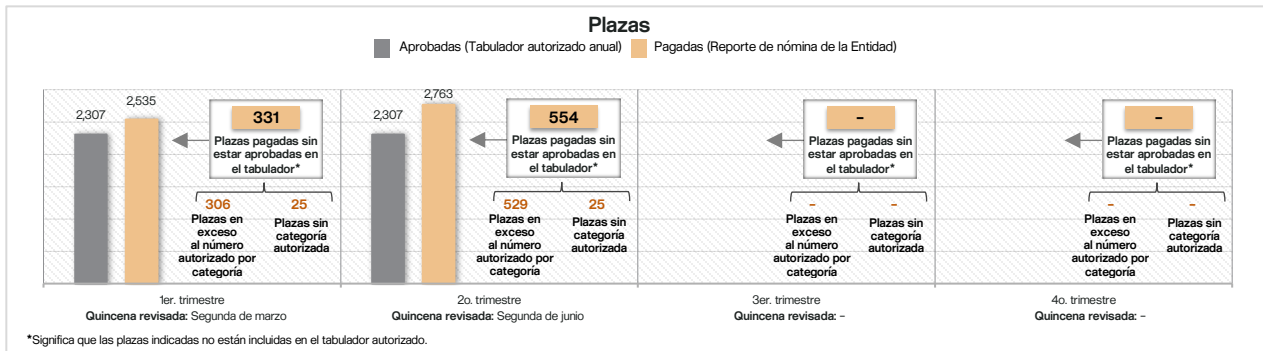 Plazas
Aprobadas (Tabulador autorizado anual)
Pagadas (Reporte de nómina de la Entidad)
2,307
2,535
331
Plazas pagadas sin
estar aprobadas en
el tabulador*
306
Plazas en
exceso
al número
autorizado por
categoría
25
Plazas sin
categoría
autorizada
1er. trimestre
Quincena revisada: Segunda de marzo
2,307
2,763
554
Plazas pagadas sin
estar aprobadas en
el tabulador*
529
Plazas en
exceso
al número
autorizado por
categoría
25
Plazas sin
categoría
autorizada
2o. trimestre
Quincena revisada: Segunda de junio
-
Plazas pagadas sin
estar aprobadas en
el tabulador*
-
Plazas en
exceso
al número
autorizado por
categoría
-
Plazas sin
categoría
autorizada
3er. trimestre
Quincena revisada: -
-
Plazas pagadas sin
estar aprobadas en
el tabulador*
-
Plazas en
exceso
al número
autorizado por
categoría
-
Plazas sin
categoría
autorizada
4o. trimestre
Quincena revisada: -
*Significa que las plazas indicadas no están incluidas en el tabulador autorizado.